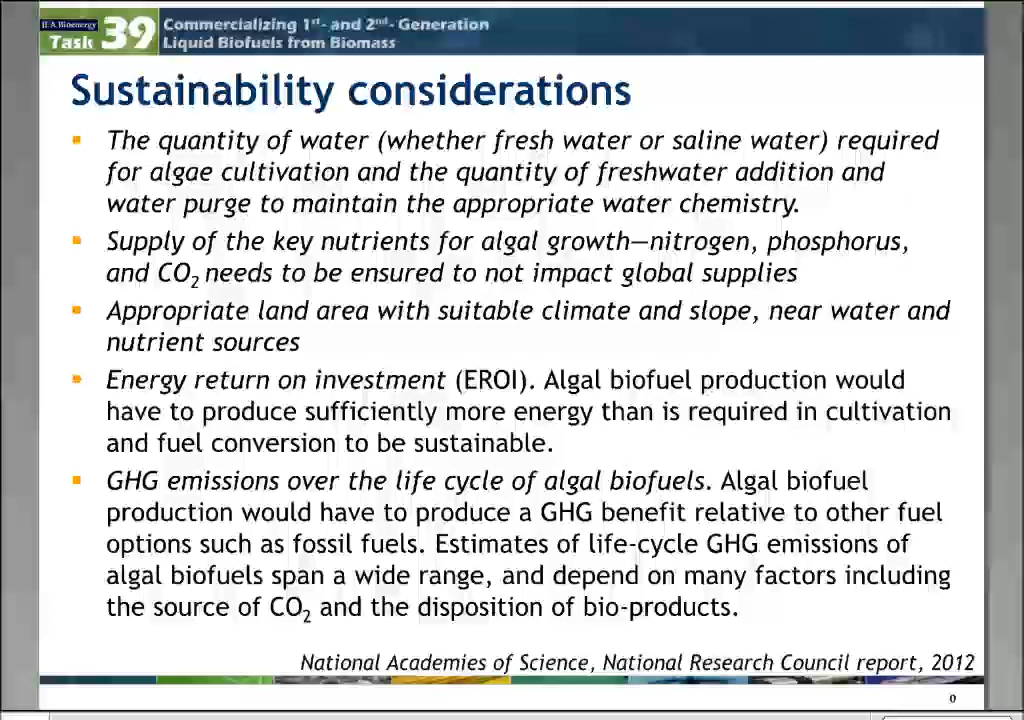 IEA Bioenergy
Task 39
Commercializing 1st- and 2nd- Generation
Liquid Biofuels from Biomass
Sustainability considerations
The quantity of water (whether fresh water or saline water) required
for algae cultivation and the quantity of freshwater addition and
water purge to maintain the appropriate water chemistry.
Supply of the key nutrients for algal growth—nitrogen, phosphorus,
and CO2 needs to be ensured to not impact global supplies
Appropriate land area with suitable climate and slope, near water and
nutrient sources
Energy return on investment (EROI). Algal biofuel production would
have to produce sufficiently more energy than is required in cultivation
and fuel conversion to be sustainable.
GHG emissions over the life cycle of algal biofuels. Algal biofuel
production would have to produce a GHG benefit relative to other fuel
options such as fossil fuels. Estimates of life-cycle GHG emissions of
algal biofuels span a wide range, and depend on many factors including
the source of CO2 and the disposition of bio-products.
National Academies of Science, National Research Council report, 2012
0